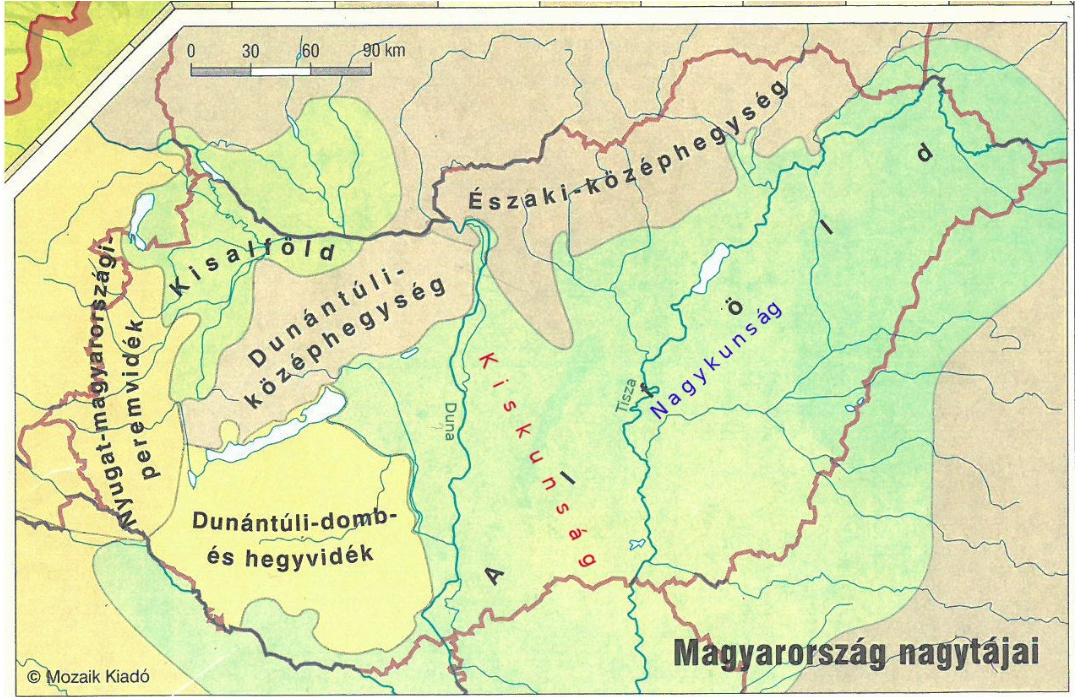 0 30 60 90 km
Északi-középhegység
Kisalföld
Dunántúli-
középhegység
Nyugat-magyarországi-
peremvidék
Alföld
Nagykunság
Kiskunság
Tisza
Duna
Dunántúli-domb-
és hegyvidék
Magyarország nagytájai
© Mozaik Kiadó